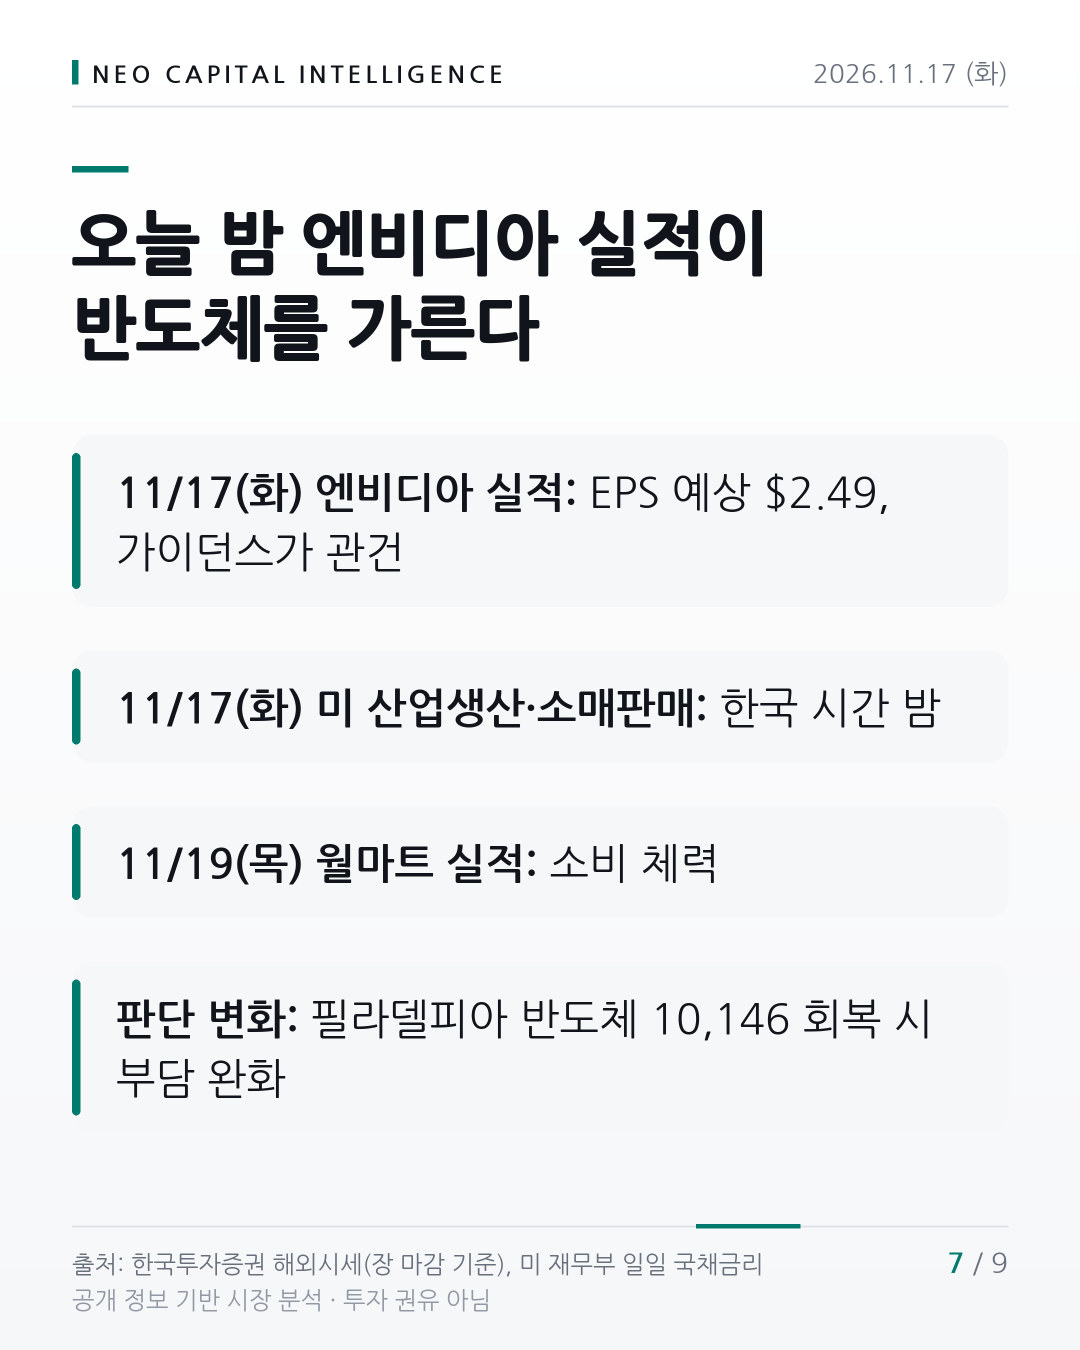 NEO CAPITAL INTELLIGENCE
2026.11.17 (화)
오늘 밤 엔비디아 실적이
반도체를 가른다
11/17(화) 엔비디아 실적: EPS 예상 $2.49,
가이던스가 관건
11/17(화) 미 산업생산·소매판매: 한국 시간 밤
11/19(목) 월마트 실적: 소비 체력
판단 변화: 필라델피아 반도체 10,146 회복 시
부담 완화
출처: 한국투자증권 해외시세(장 마감 기준), 미 재무부 일일 국채금리
7 / 9
공개 정보 기반 시장 분석 · 투자 권유 아님